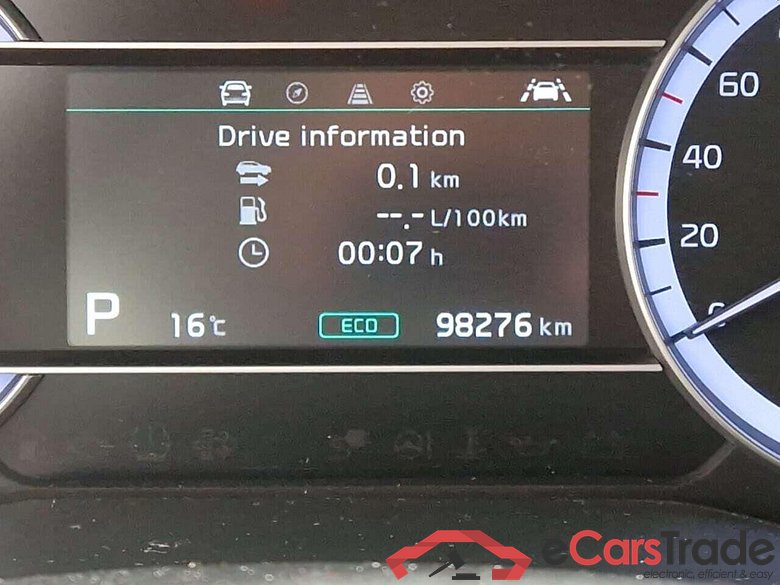 Drive information
0.1 km
--.- L/100km
00:07 h
P 16°C ECO 98276 km
60
40
20
0
eCarsTrade
electronic, efficient & easy